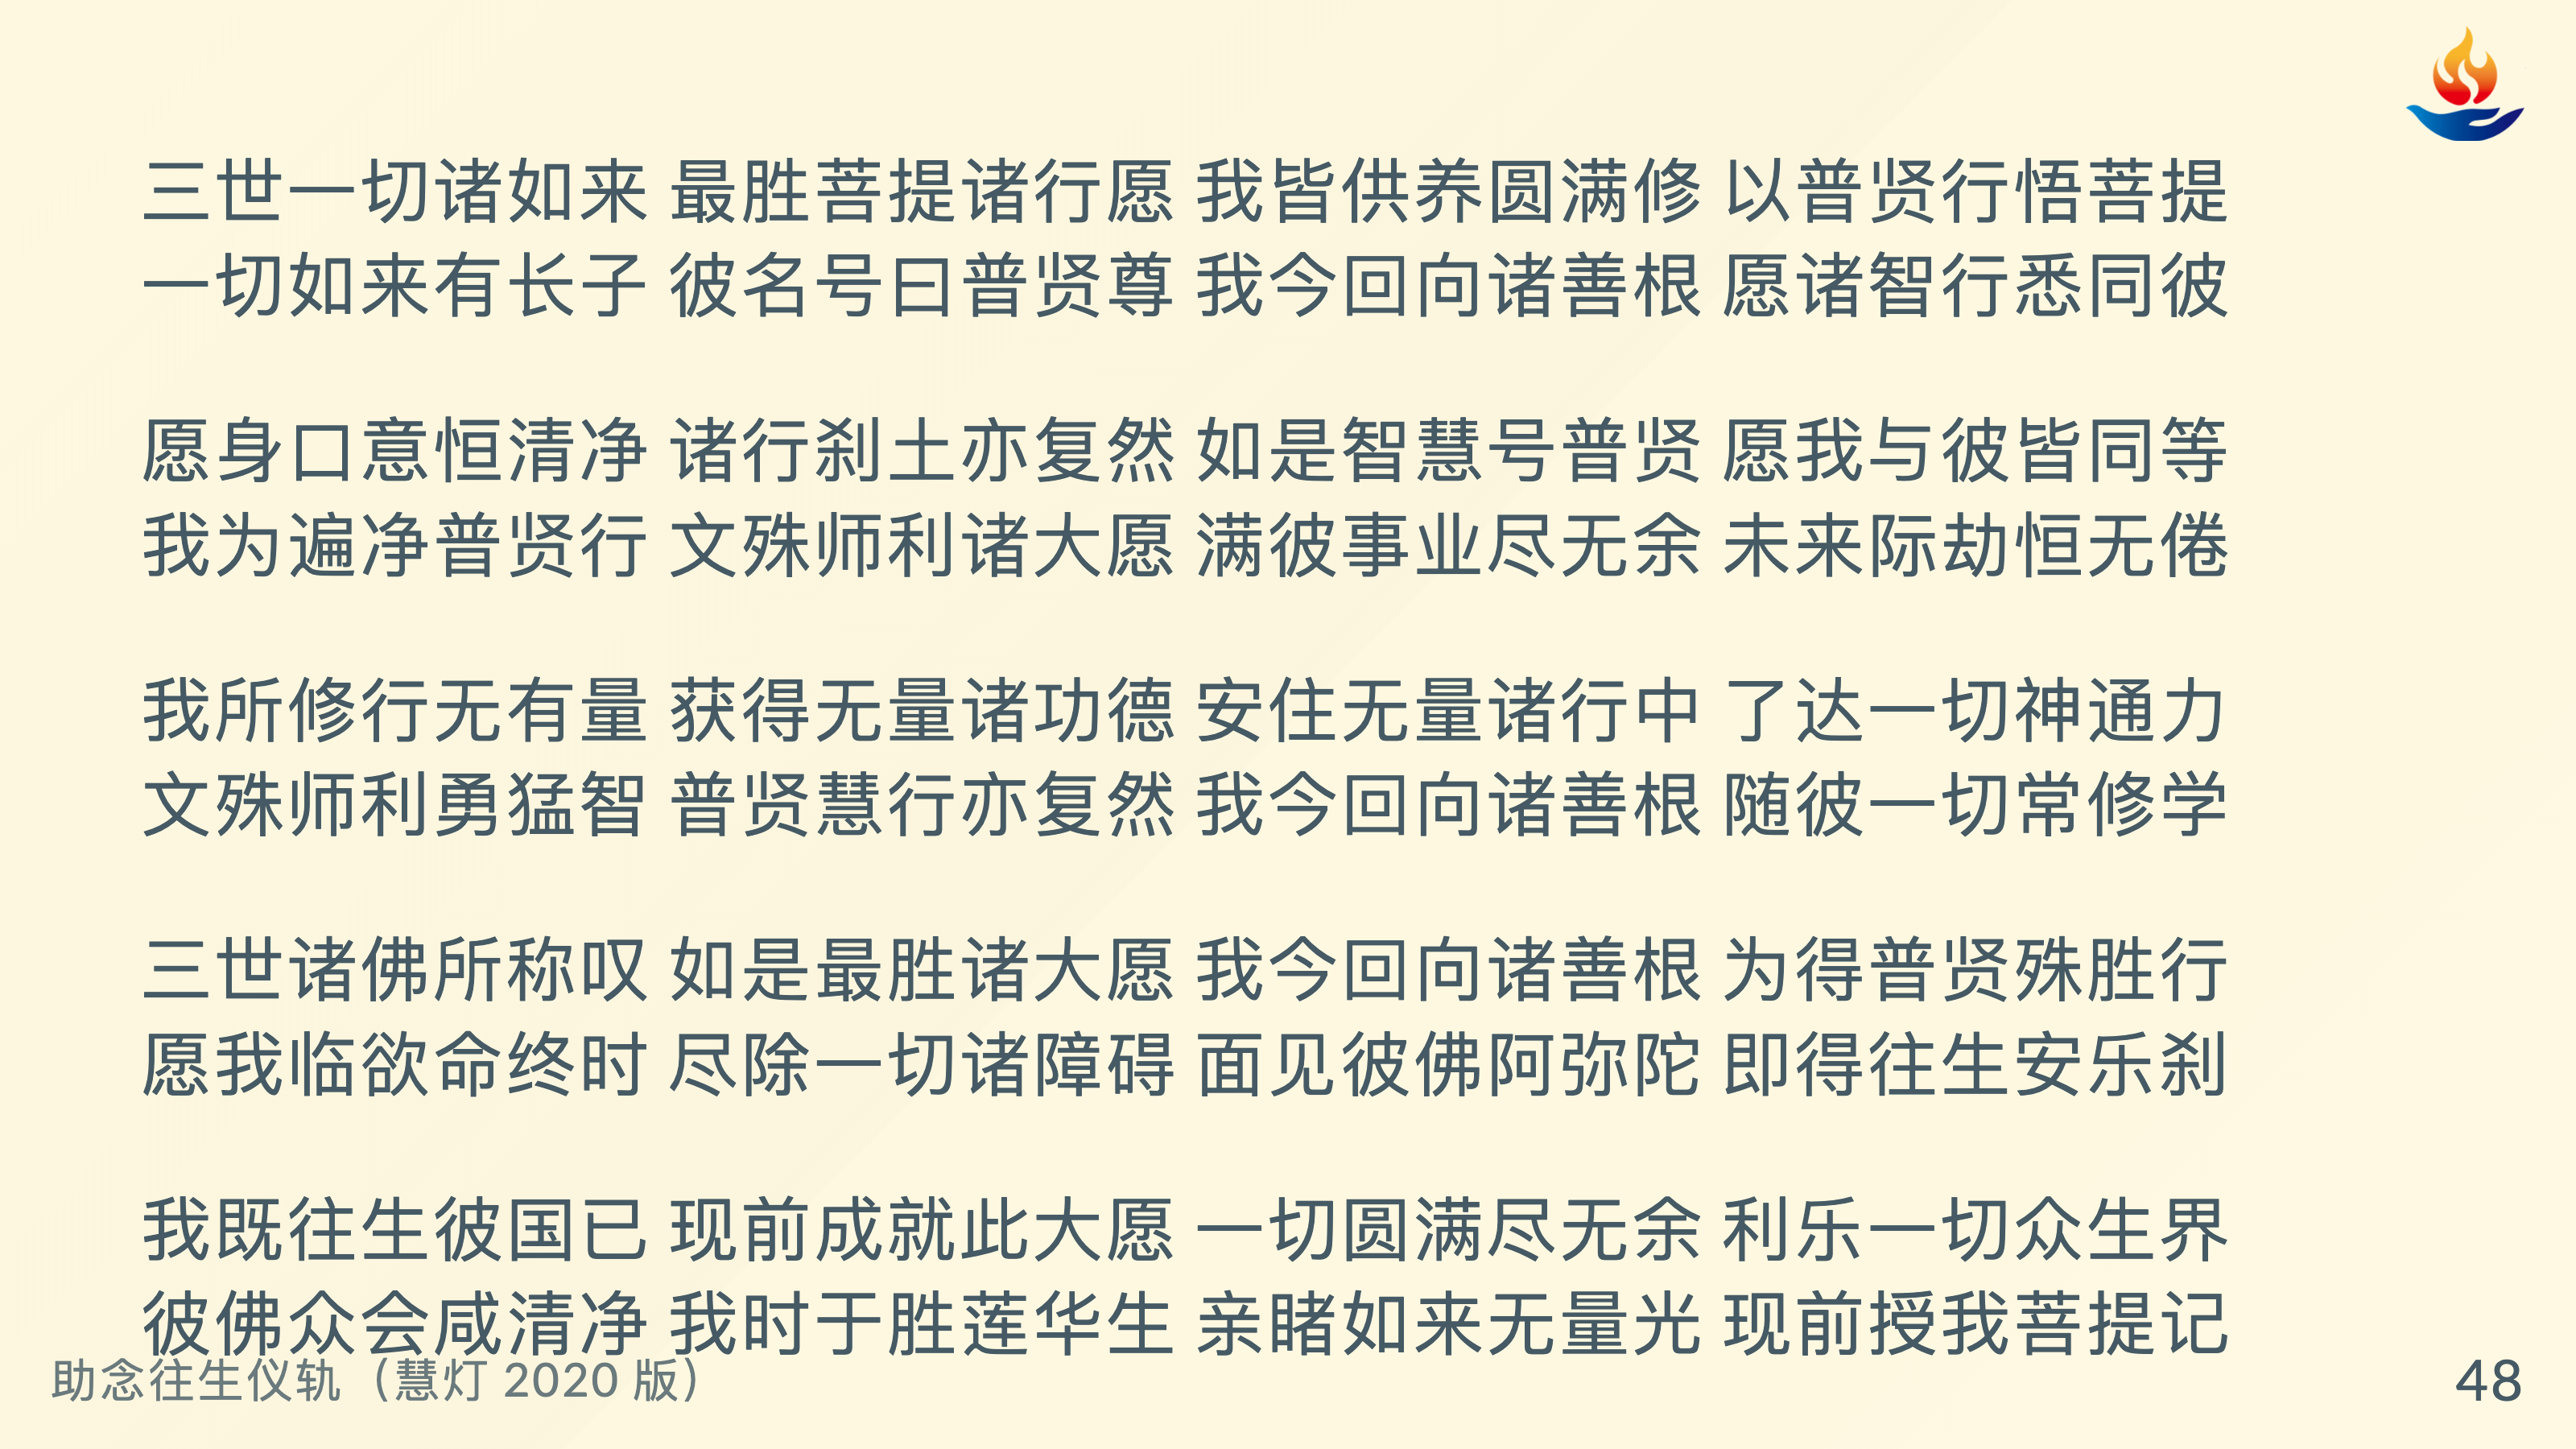 三世一切诸如来 最胜菩提诸行愿 我皆供养圆满修 以普贤行悟菩提
一切如来有长子 彼名号曰普贤尊 我今回向诸善根 愿诸智行悉同彼
愿身口意恒清净 诸行刹土亦复然 如是智慧号普贤 愿我与彼皆同等
我为遍净普贤行 文殊师利诸大愿 满彼事业尽无余 未来际劫恒无倦
我所修行无有量 获得无量诸功德 安住无量诸行中 了达一切神通力
文殊师利勇猛智 普贤慧行亦复然 我今回向诸善根 随彼一切常修学
三世诸佛所称叹 如是最胜诸大愿 我今回向诸善根 为得普贤殊胜行
愿我临欲命终时 尽除一切诸障碍 面见彼佛阿弥陀 即得往生安乐刹
我既往生彼国已 现前成就此大愿 一切圆满尽无余 利乐一切众生界
彼佛众会咸清净 我时于胜莲华生 亲睹如来无量光 现前授我菩提记
助念往生仪轨（慧灯 2020 版）
48